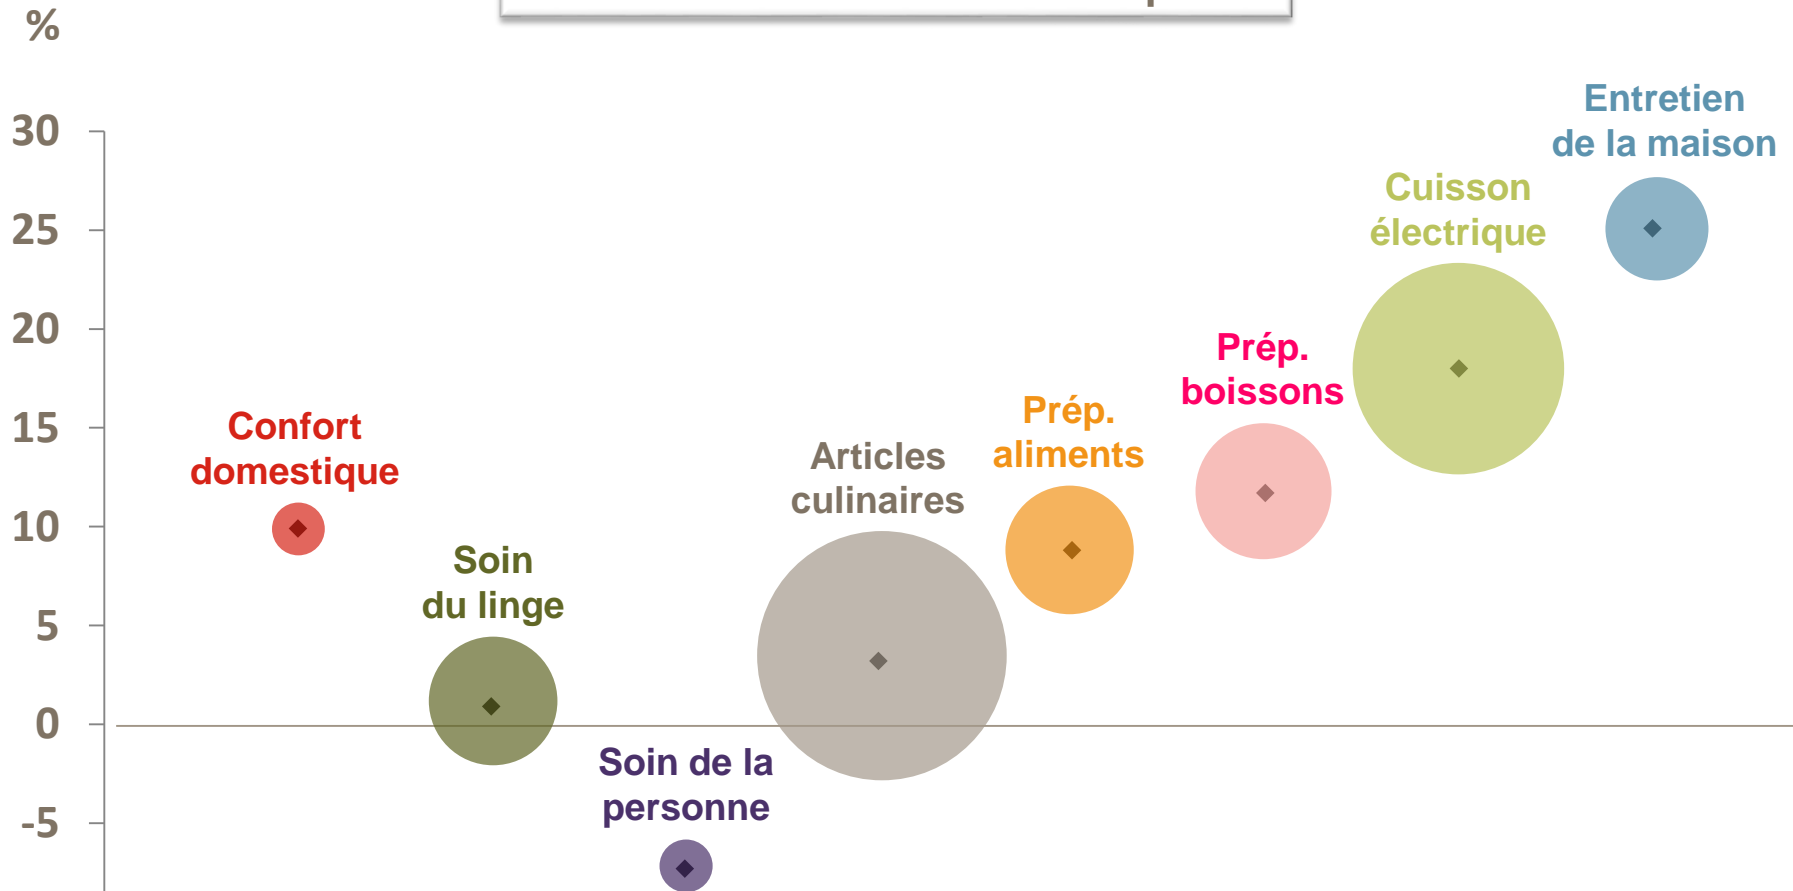 %
30
25
20
15
10
5
0
-5
Confort
domestique
Soin
du linge
Soin de la
personne
Articles
culinaires
Prép.
aliments
Prép.
boissons
Cuisson
électrique
Entretien
de la maison